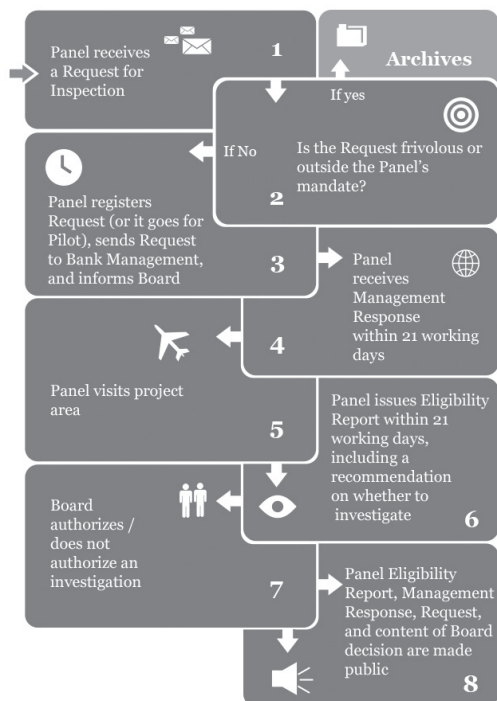 Panel receives
a Request for
Inspection
1
Archives
If yes
Is the Request frivolous or
outside the Panel's
mandate?
2
If No
Panel registers
Request (or it goes for
Pilot), sends Request
to Bank Management,
and informs Board
3
Panel
receives
Management
Response
within 21 working
days
4
Panel visits project
area
5
Panel issues Eligibility
Report within 21
working days,
including a
recommendation
on whether to
investigate
6
Board
authorizes /
does not
authorize an
investigation
7
Panel Eligibility
Report, Management
Response, Request,
and content of Board
decision are made
public
8